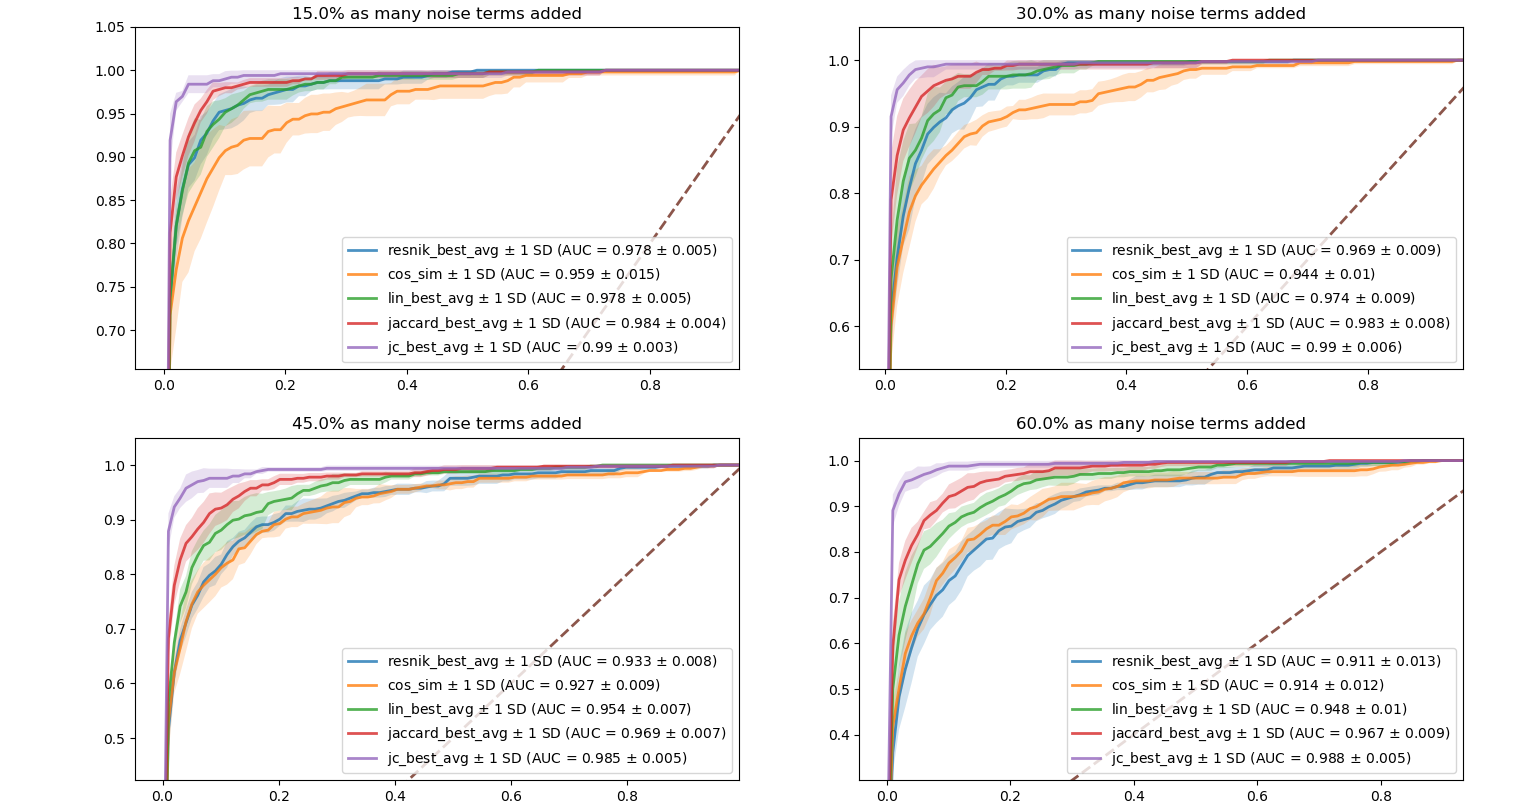 15.0% as many noise terms added
1.05
1.00
0.95
0.90
0.85
0.80
0.75
0.70
resnik_best_avg ± 1 SD (AUC = 0.978 ± 0.005)
cos_sim ± 1 SD (AUC = 0.959 ± 0.015)
lin_best_avg ± 1 SD (AUC = 0.978 ± 0.005)
jaccard_best_avg ± 1 SD (AUC = 0.984 ± 0.004)
jc_best_avg ± 1 SD (AUC = 0.99 ± 0.003)
0.0 0.2 0.4 0.6 0.8
30.0% as many noise terms added
1.0
0.9
0.8
0.7
0.6
resnik_best_avg ± 1 SD (AUC = 0.969 ± 0.009)
cos_sim ± 1 SD (AUC = 0.944 ± 0.01)
lin_best_avg ± 1 SD (AUC = 0.974 ± 0.009)
jaccard_best_avg ± 1 SD (AUC = 0.983 ± 0.008)
jc_best_avg ± 1 SD (AUC = 0.99 ± 0.006)
0.0 0.2 0.4 0.6 0.8
45.0% as many noise terms added
1.0
0.9
0.8
0.7
0.6
0.5
resnik_best_avg ± 1 SD (AUC = 0.933 ± 0.008)
cos_sim ± 1 SD (AUC = 0.927 ± 0.009)
lin_best_avg ± 1 SD (AUC = 0.954 ± 0.007)
jaccard_best_avg ± 1 SD (AUC = 0.969 ± 0.007)
jc_best_avg ± 1 SD (AUC = 0.985 ± 0.005)
0.0 0.2 0.4 0.6 0.8
60.0% as many noise terms added
1.0
0.9
0.8
0.7
0.6
0.5
0.4
resnik_best_avg ± 1 SD (AUC = 0.911 ± 0.013)
cos_sim ± 1 SD (AUC = 0.914 ± 0.012)
lin_best_avg ± 1 SD (AUC = 0.948 ± 0.01)
jaccard_best_avg ± 1 SD (AUC = 0.967 ± 0.009)
jc_best_avg ± 1 SD (AUC = 0.988 ± 0.005)
0.0 0.2 0.4 0.6 0.8